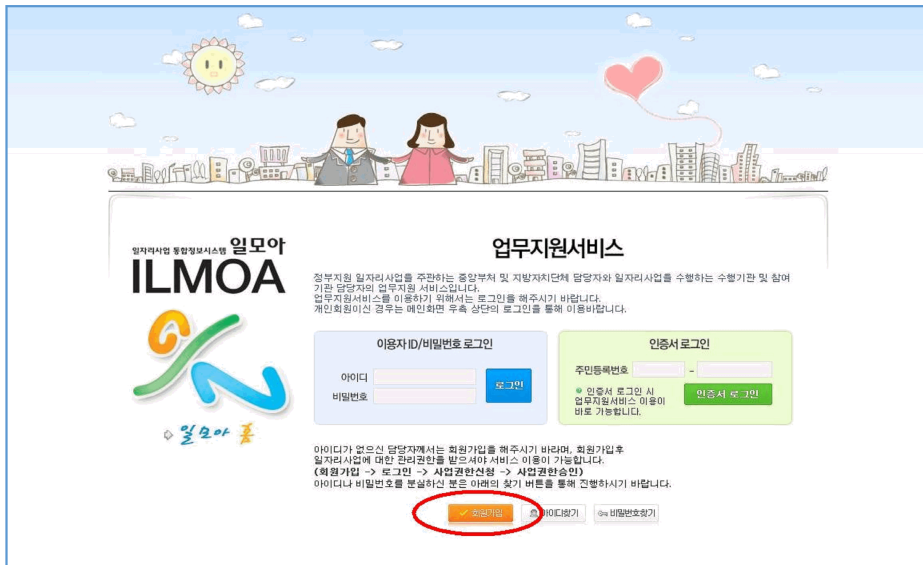 일자리사업 통합정보시스템 일모아
ILMOA
일모아 홈
업무지원서비스
정부지원 일자리사업를 주관하는 중앙부처 및 지방자치단체 담당자와 일자리사업를 수행하는 수행기관 및 참여
기관 담당자의 업무지원 서비스입니다.
업무지원서비스를 이용하기 위해서는 로그인를 해주시기 바랍니다.
개인회원이신 경우는 메인화면 우측 상단의 로그인를 통해 이용바랍니다.
이용자 ID/비밀번호 로그인
아이디
비밀번호
로그인
인증서 로그인
주민등록번호 -
인증서 로그인 시
업무지원서비스 이용이
바로 가능합니다.
인증서 로그인
아이디가 없으신 담당자께서는 회원가입를 해주시기 바라며, 회원가입후
일자리사업에 대한 관리권한를 받으셔야 서비스 이용이 가능합니다.
(회원가입 -> 로그인 -> 사업권한신청 -> 사업권한승인)
아이디나 비밀번호를 분실하신 분은 아래의 찾기 버튼를 통해 진행하시기 바랍니다.
회원가입 아이디찾기 비밀번호찾기